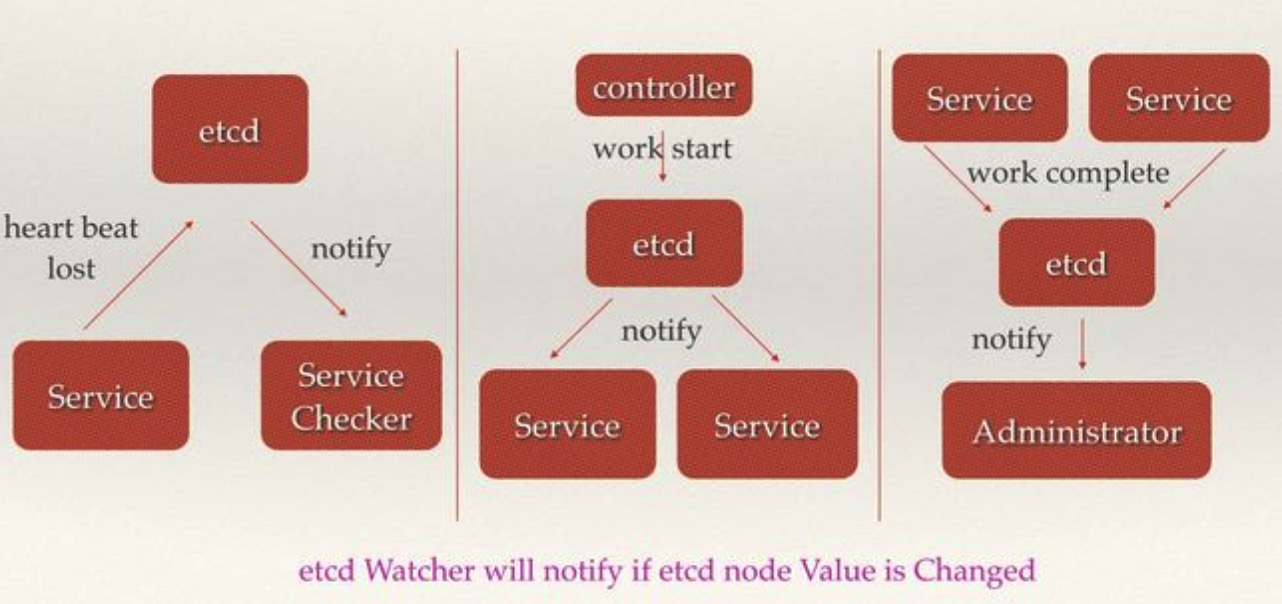 etcd
heart beat
lost
notify
Service
Service
Checker
controller
work start
etcd
notify
Service
Service
Service
Service
work complete
etcd
notify
Administrator
etcd Watcher will notify if etcd node Value is Changed